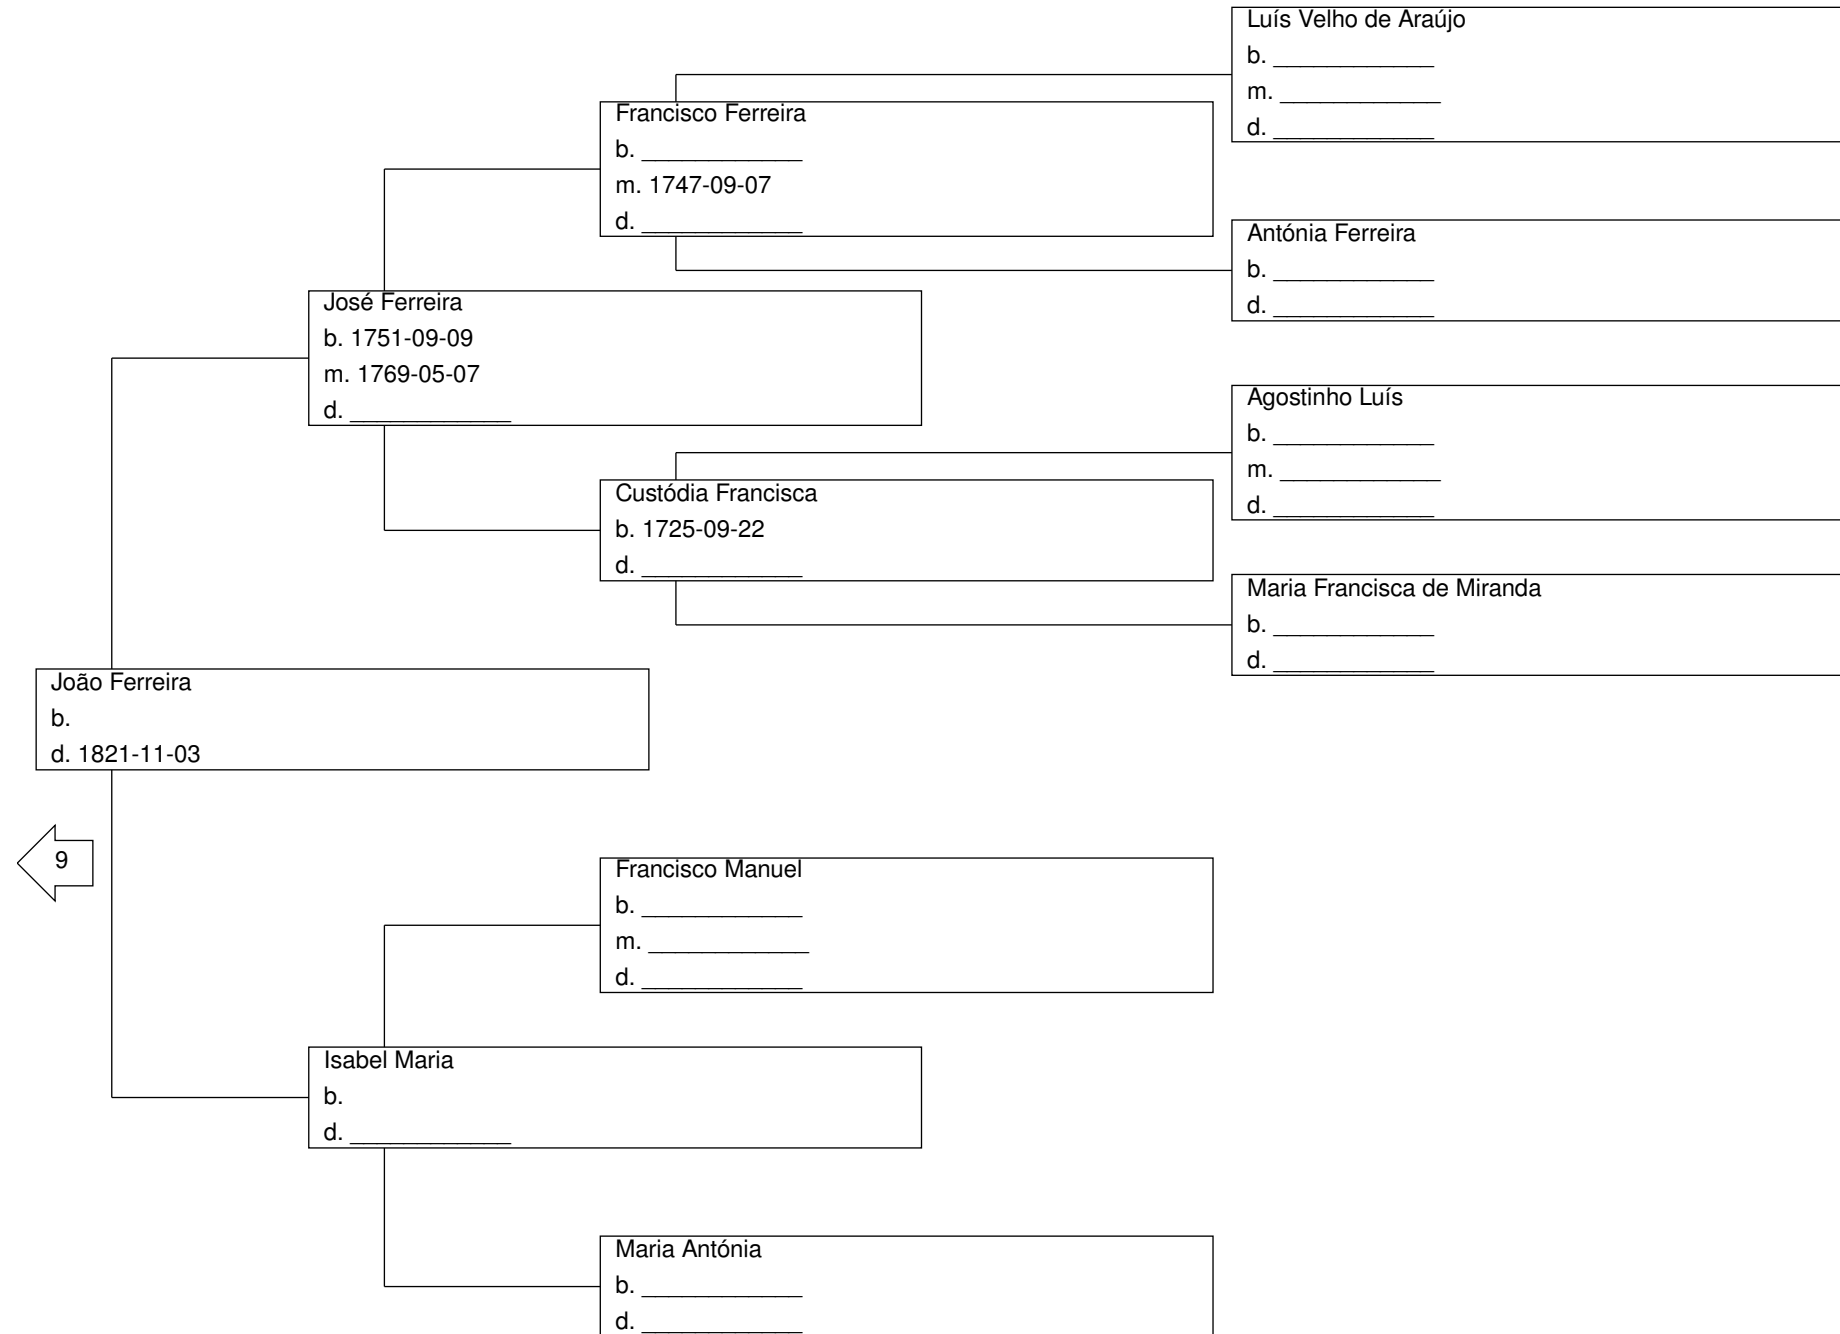 Luís Velho de Araújo
b. ____________
m. ____________
d. ____________
Francisco Ferreira
b. ____________
m. 1747-09-07
d. ____________
Antónia Ferreira
b. ____________
d. ____________
José Ferreira
b. 1751-09-09
m. 1769-05-07
d. ____________
Agostinho Luís
b. ____________
m. ____________
d. ____________
Custódia Francisca
b. 1725-09-22
d. ____________
Maria Francisca de Miranda
b. ____________
d. ____________
João Ferreira
b.
d. 1821-11-03
9
Francisco Manuel
b. ____________
m. ____________
d. ____________
Isabel Maria
b.
d. ____________
Maria Antónia
b. ____________
d. ____________